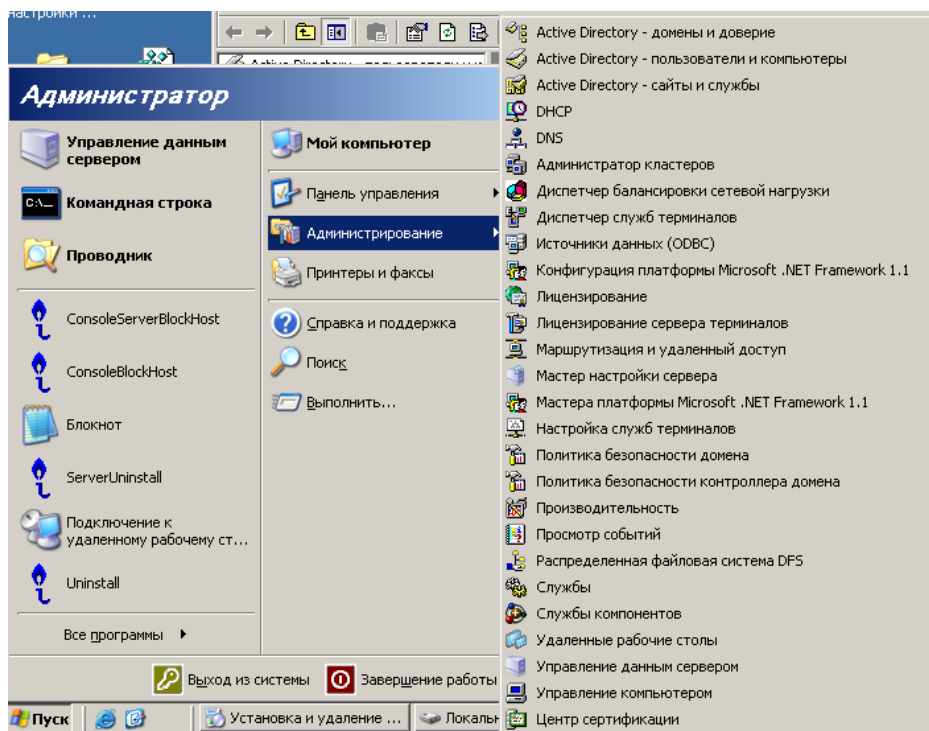 настройки ...
Администратор
Управление данным
сервером
Командная строка
Проводник
ConsoleServerBlockHost
ConsoleBlockHost
Блокнот
ServerUninstall
Подключение к
удаленному рабочему ст...
Uninstall
Все программы
Мой компьютер
Панель управления
Администрирование
Принтеры и факсы
Справка и поддержка
Поиск
Выполнить...
Active Directory - домены и доверие
Active Directory - пользователи и компьютеры
Active Directory - сайты и службы
DHCP
DNS
Администратор кластеров
Диспетчер балансировки сетевой нагрузки
Диспетчер служб терминалов
Источники данных (ODBC)
Конфигурация платформы Microsoft .NET Framework 1.1
Лицензирование
Лицензирование сервера терминалов
Маршрутизация и удаленный доступ
Мастер настройки сервера
Мастера платформы Microsoft .NET Framework 1.1
Настройка служб терминалов
Политика безопасности домена
Политика безопасности контроллера домена
Производительность
Просмотр событий
Распределенная файловая система DFS
Службы
Службы компонентов
Удаленные рабочие столы
Управление данным сервером
Управление компьютером
Центр сертификации
Выход из системы
Завершение работы
Пуск
Установка и удаление ...
Локальн